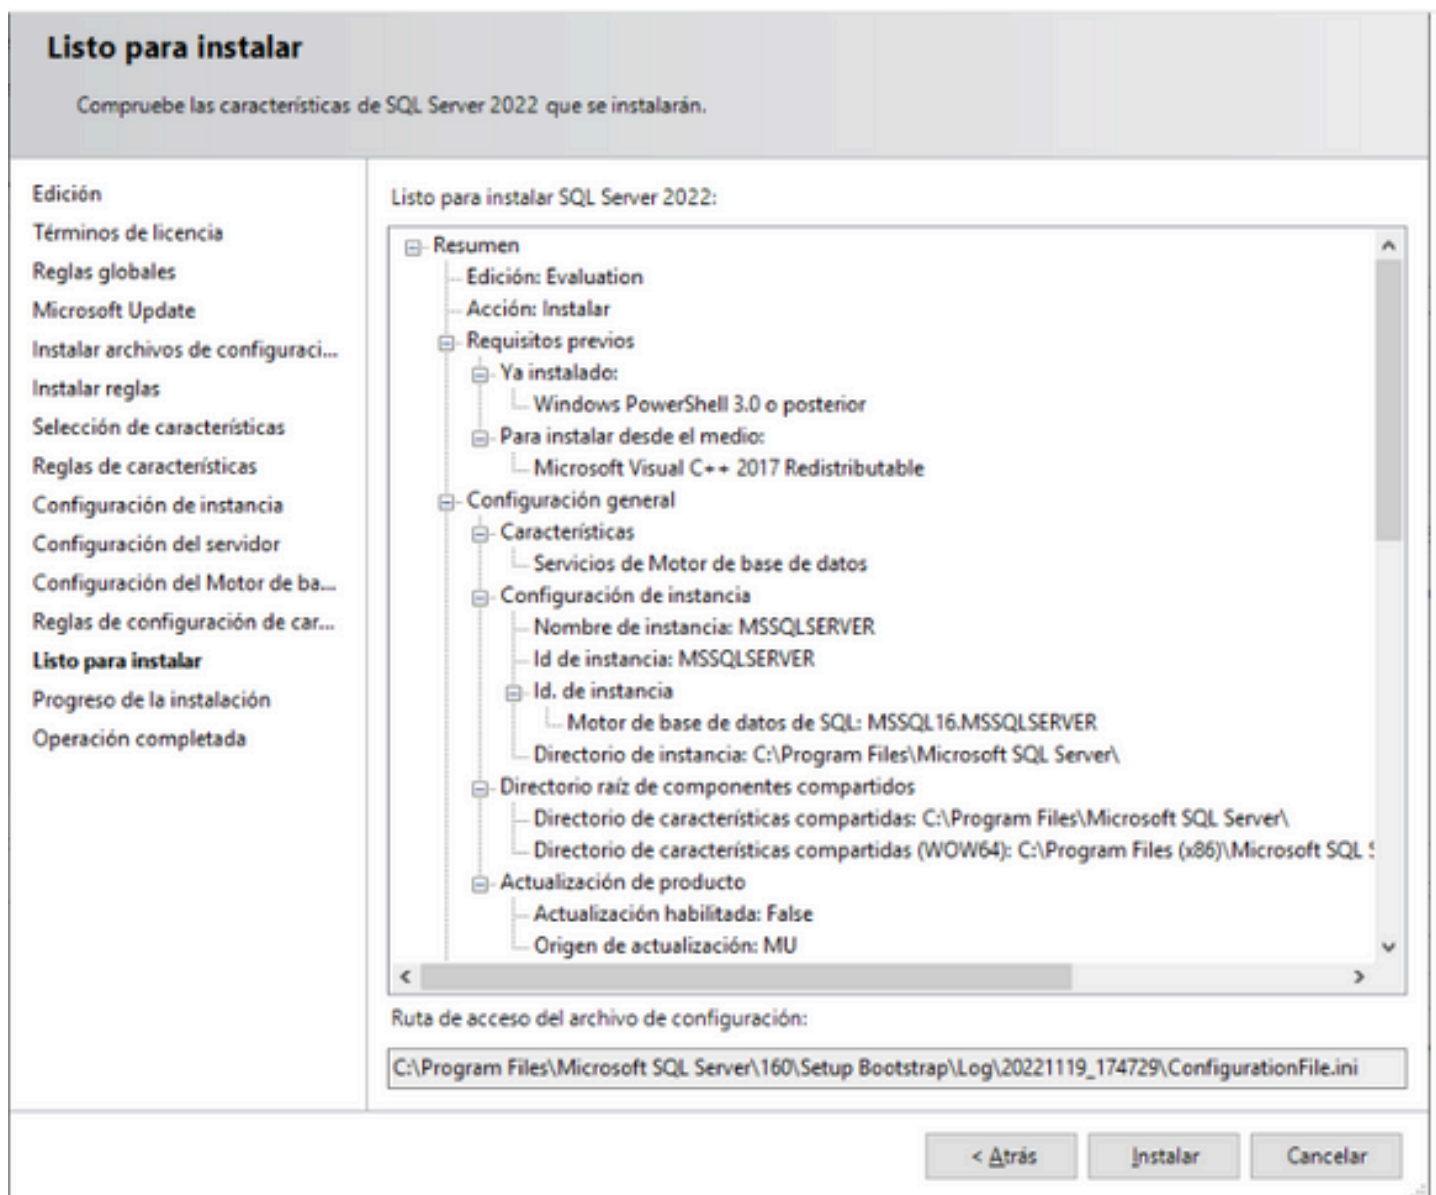 Listo para instalar
Compruebe las características de SQL Server 2022 que se instalarán.
Edición
Términos de licencia
Reglas globales
Microsoft Update
Instalar archivos de configuraci...
Instalar reglas
Selección de características
Reglas de características
Configuración de instancia
Configuración del servidor
Configuración del Motor de ba...
Reglas de configuración de car...
Listo para instalar
Progreso de la instalación
Operación completada
Listo para instalar SQL Server 2022:
Resumen
Edición: Evaluation
Acción: Instalar
Requisitos previos
Ya instalado:
Windows PowerShell 3.0 o posterior
Para instalar desde el medio:
Microsoft Visual C++ 2017 Redistributable
Configuración general
Características
Servicios de Motor de base de datos
Configuración de instancia
Nombre de instancia: MSSQLSERVER
Id de instancia: MSSQLSERVER
Id. de instancia
Motor de base de datos de SQL: MSSQL16.MSSQLSERVER
Directorio de instancia: C:\Program Files\Microsoft SQL Server\
Directorio raíz de componentes compartidos
Directorio de características compartidas: C:\Program Files\Microsoft SQL Server\
Directorio de características compartidas (WOW64): C:\Program Files (x86)\Microsoft SQL
Actualización de producto
Actualización habilitada: False
Origen de actualización: MU
Ruta de acceso del archivo de configuración:
C:\Program Files\Microsoft SQL Server\160\Setup Bootstrap\Log\20221119_174729\ConfigurationFile.ini
< Atrás
Instalar
Cancelar